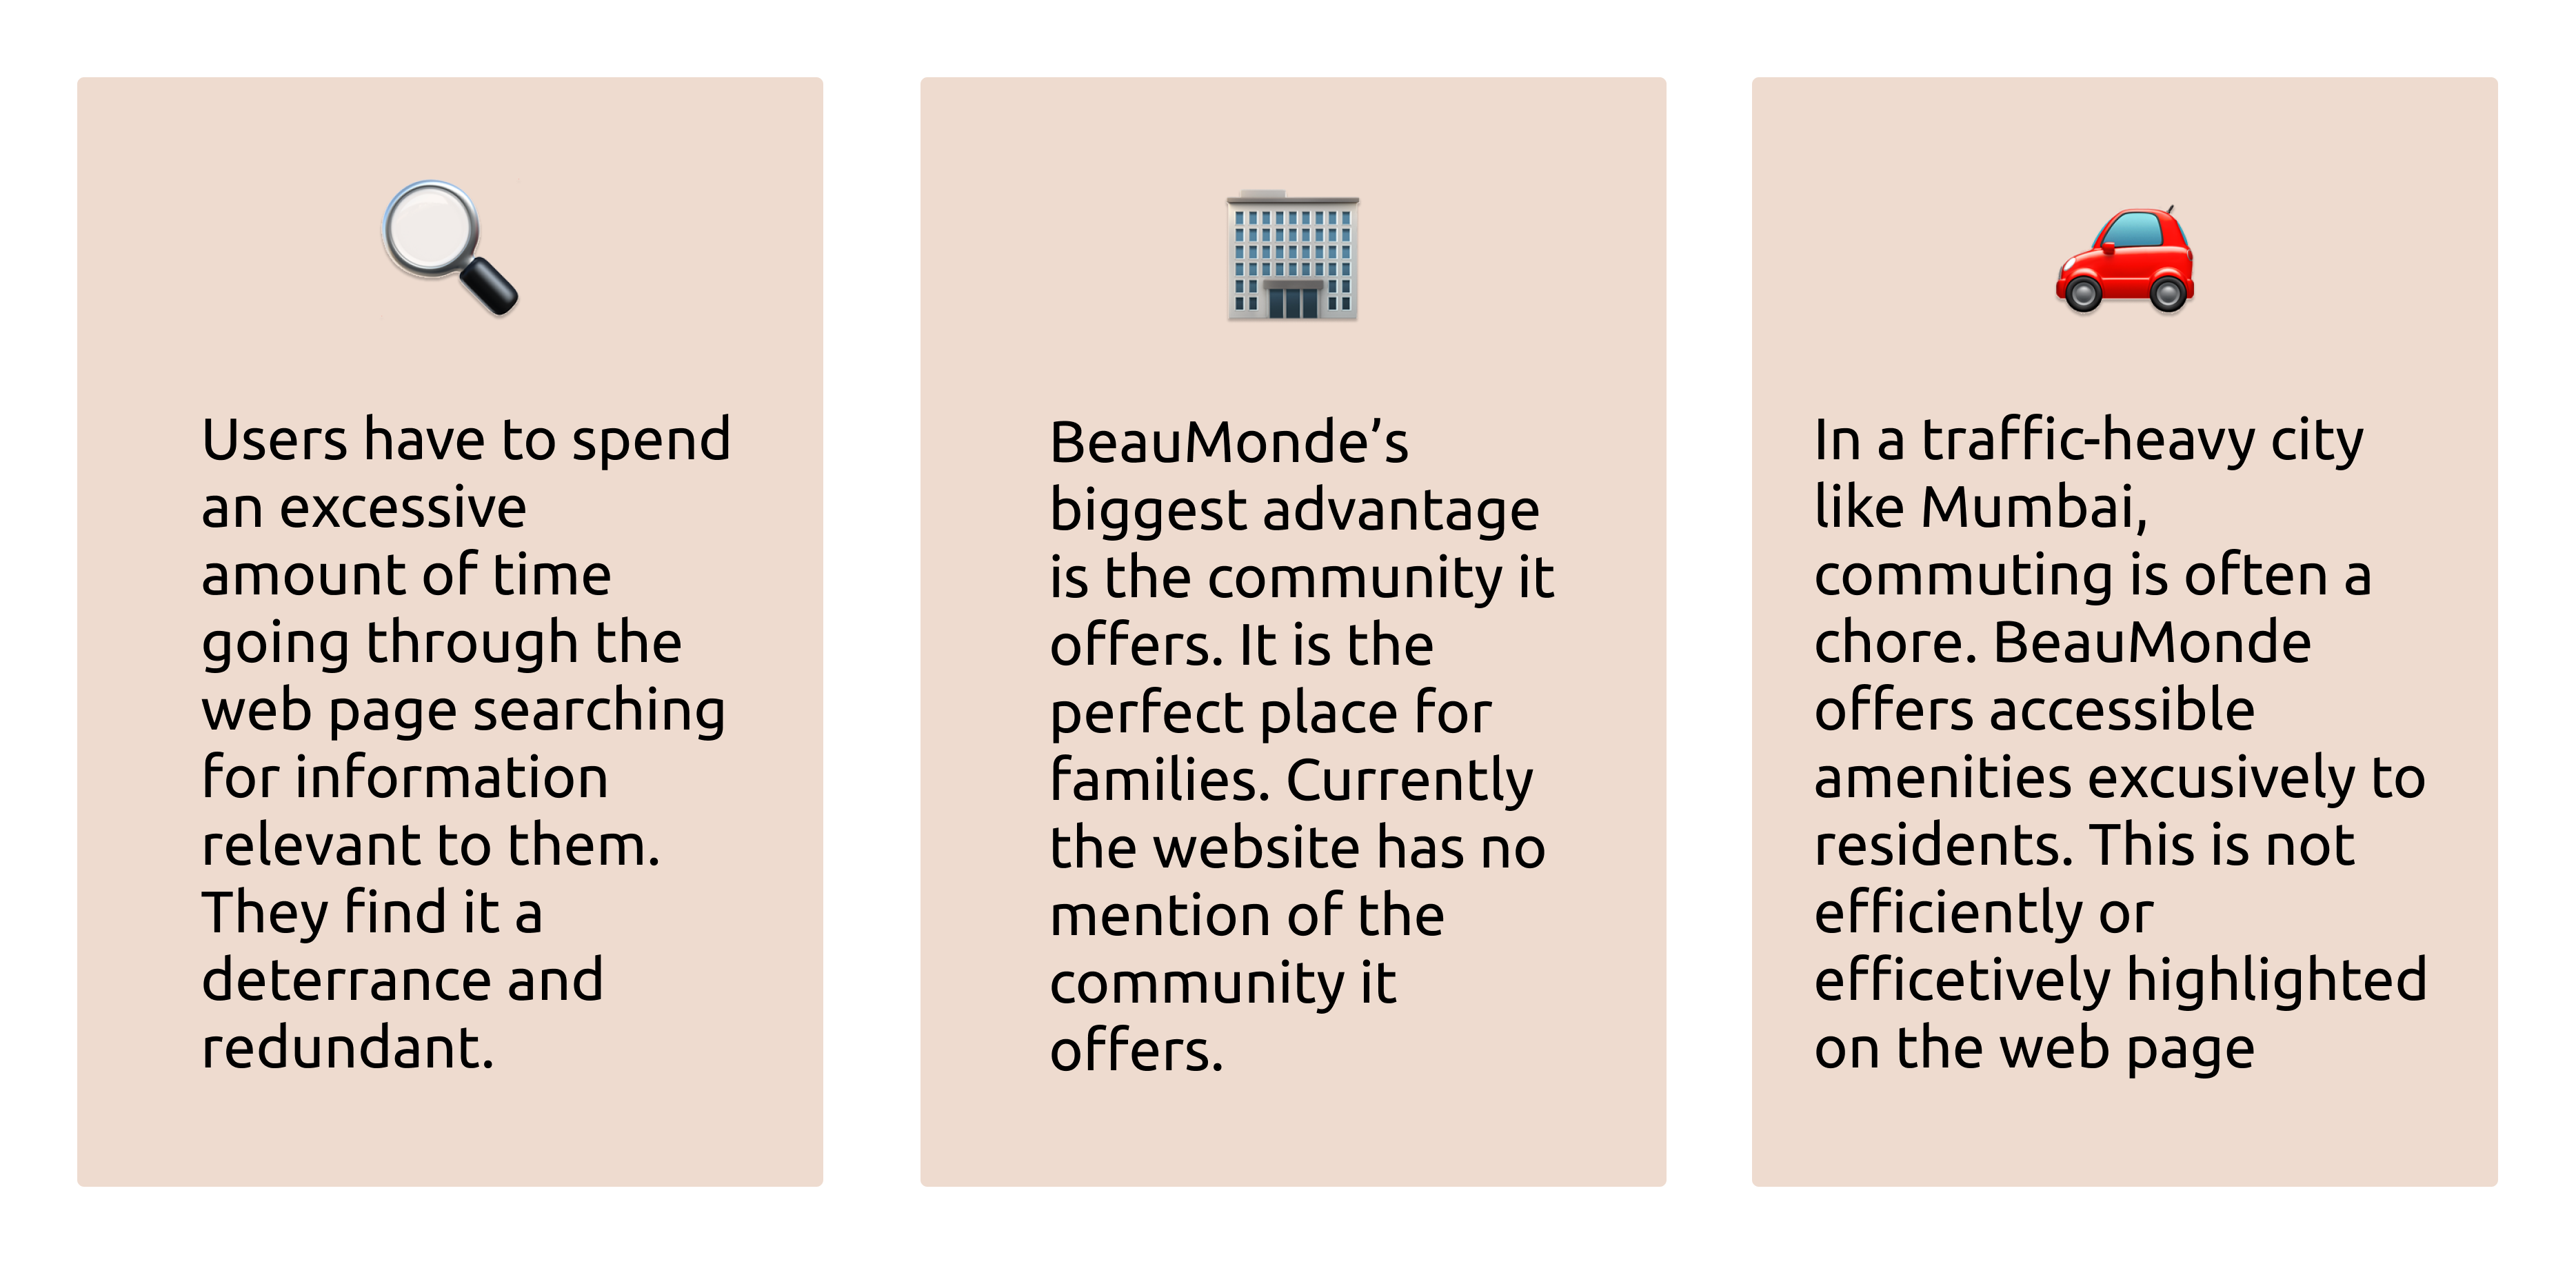 Users have to spend
an excessive
amount of time
going through the
web page searching
for information
relevant to them.
They find it a
deterrance and
redundant.
BeauMonde’s
biggest advantage
is the community it
offers. It is the
perfect place for
families. Currently
the website has no
mention of the
community it
offers.
In a traffic-heavy city
like Mumbai,
commuting is often a
chore. BeauMonde
offers accessible
amenities excusively to
residents. This is not
efficiently or
efficetively highlighted
on the web page